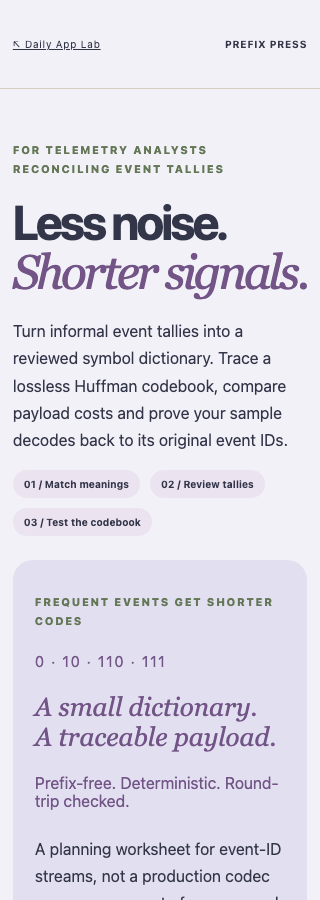 ↖ Daily App Lab
PREFIX PRESS
FOR TELEMETRY ANALYSTS
RECONCILING EVENT TALLIES
Less noise.
Shorter signals.
Turn informal event tallies into a
reviewed symbol dictionary. Trace a
lossless Huffman codebook, compare
payload costs and prove your sample
decodes back to its original event IDs.
01 / Match meanings
02 / Review tallies
03 / Test the codebook
FREQUENT EVENTS GET SHORTER
CODES
0 · 10 · 110 · 111
A small dictionary.
A traceable payload.
Prefix-free. Deterministic. Round-
trip checked.
A planning worksheet for event-ID
streams, not a production codec